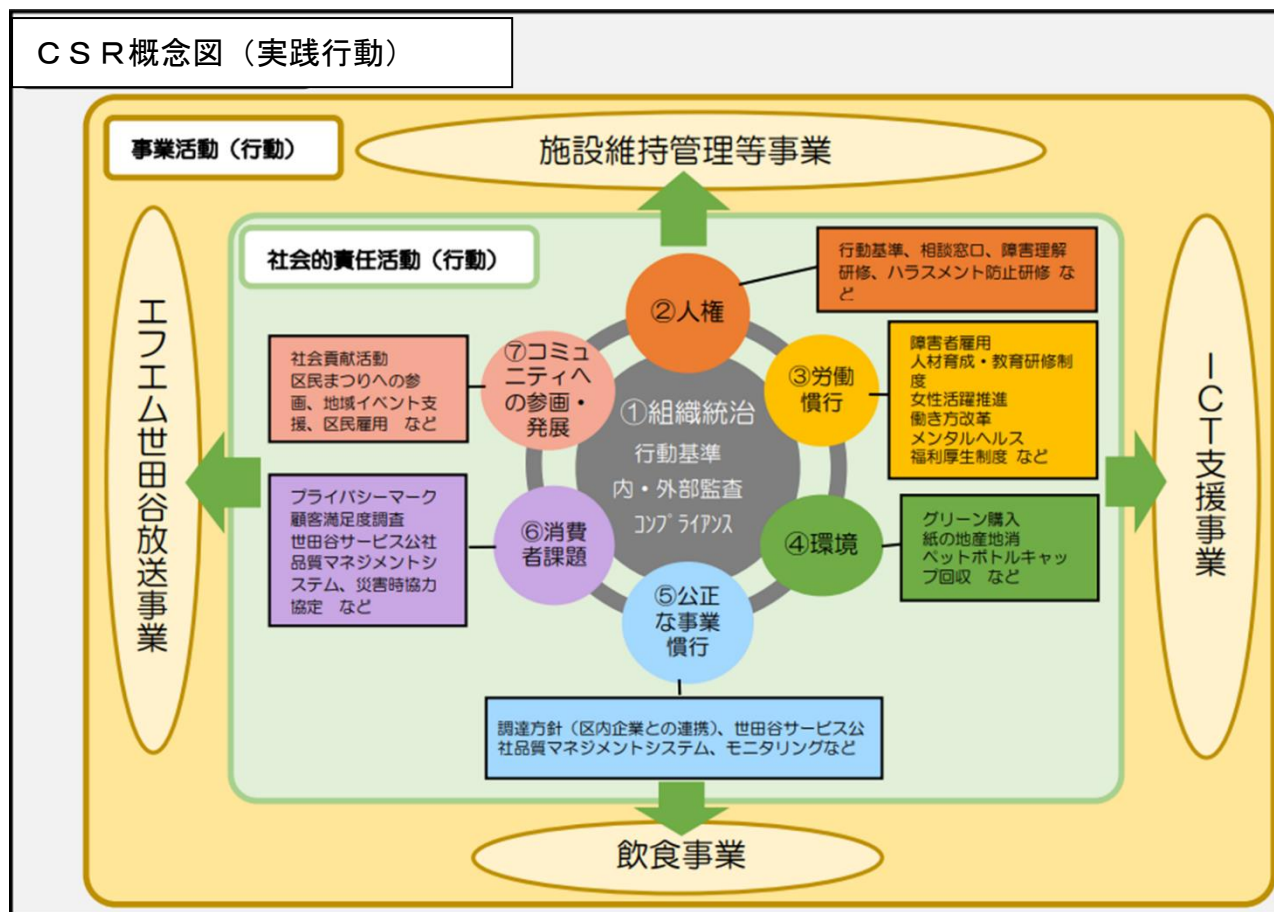 CSR概念図（実践行動）
事業活動（行動）
施設維持管理等事業
社会的責任活動（行動）
行動基準、相談窓口、障害理解
研修、ハラスメント防止研修 な
ど
②人権
エフエム世田谷放送事業
ICT支援事業
社会貢献活動
区民まつりへの参
画、地域イベント支
援、区民雇用 など
⑦コミュ
ニティへ
の参画・
発展
③労働
慣行
障害者雇用
人材育成・教育研修制
度
女性活躍推進
働き方改革
メンタルヘルス
福利厚生制度 など
①組織統治
行動基準
内・外部監査
ｺﾝﾌﾟﾗｲｱﾝｽ
プライバシーマーク
顧客満足度調査
世田谷サービス公社
品質マネジメントシ
ステム、災害時協力
協定 など
⑥消費
者課題
④環境
グリーン購入
紙の地産地消
ペットボトルキャッ
プ回収 など
⑤公正
な事業
慣行
調達方針（区内企業との連携）、世田谷サービス公
社品質マネジメントシステム、モニタリングなど
飲食事業